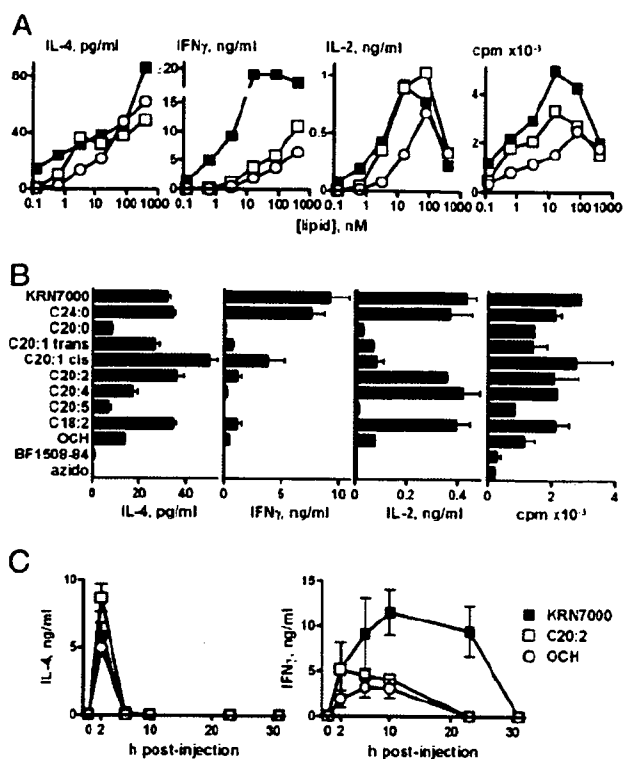 A
IL-4, pg/ml
IFNγ, ng/ml
IL-2, ng/ml
cpm x10⁻³
80
40
0
20
15
10
5
0
1
0.5
0
4
2
0
0.1 1 10 100 1000
0.1 1 10 100 1000
0.1 1 10 100 1000
0.1 1 10 100 1000
[lipid], nM
B
KRN7000
C24:0
C20:0
C20:1 trans
C20:1 cis
C20:2
C20:4
C20:5
C18:2
OCH
BF1508-84
azido
0 20 40
0 5 10
0 0.2 0.4
0 2 4
IL-4, pg/ml
IFNγ, ng/ml
IL-2, ng/ml
cpm x10⁻³
C
IL-4, ng/ml
10
5
0
0 2 10 20 30
h post-injection
IFNγ, ng/ml
15
10
5
0
0 2 10 20 30
h post-injection
KRN7000
C20:2
OCH